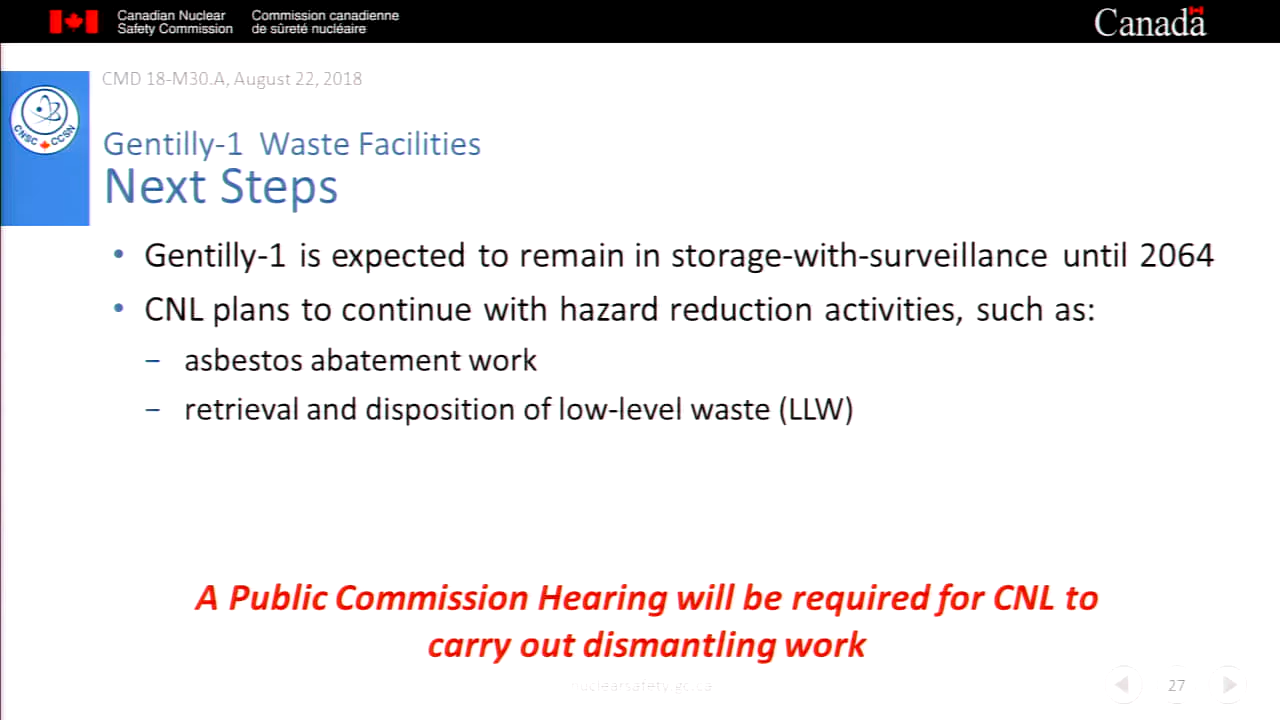 Canadian Nuclear
Safety Commission
Commission canadienne
de sûreté nucléaire
Canada
CMD 18-M30.A, August 22, 2018
CNSC CCSN
Gentilly-1 Waste Facilities
Next Steps
• Gentilly-1 is expected to remain in storage-with-surveillance until 2064
• CNL plans to continue with hazard reduction activities, such as:
– asbestos abatement work
– retrieval and disposition of low-level waste (LLW)
A Public Commission Hearing will be required for CNL to
carry out dismantling work
nuclearsafety.gc.ca
27